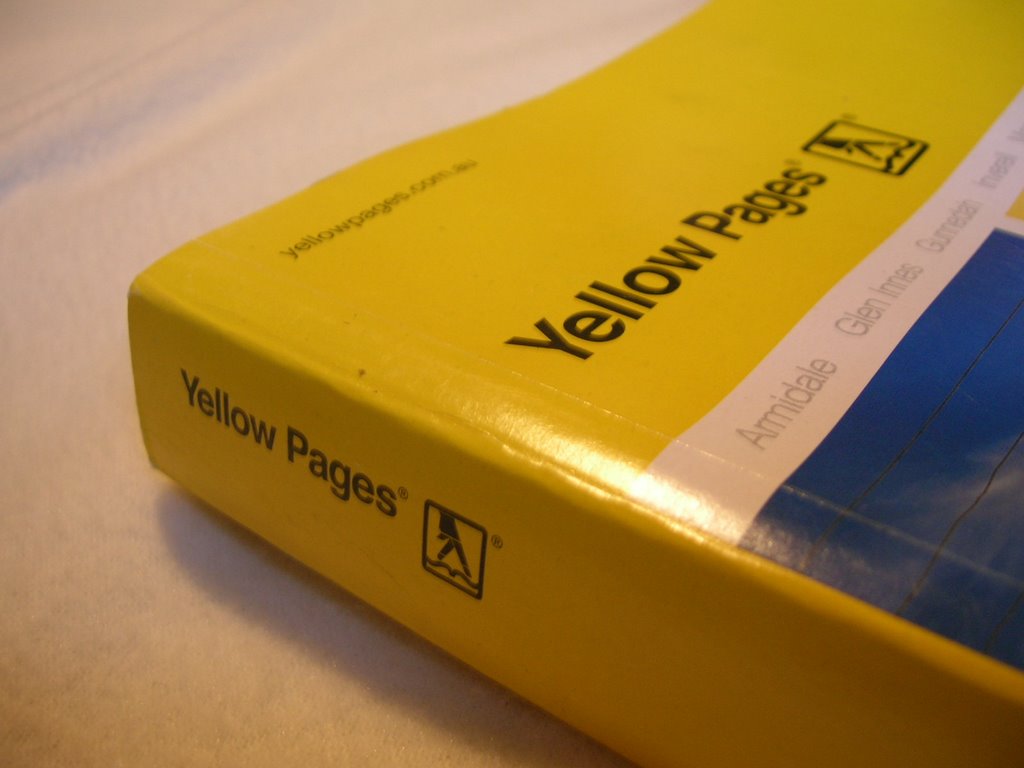 yellowpages.com.au
Yellow Pages®
Armidale Glen Innes Gunnedah Inverell
Yellow Pages® ®